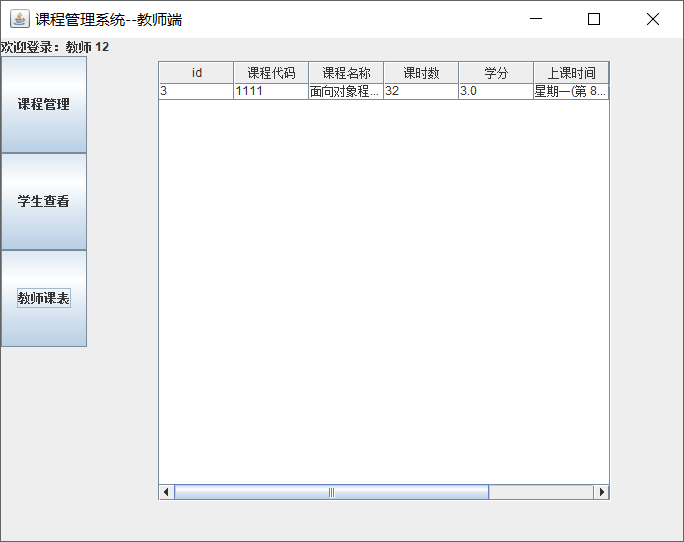 课程管理系统--教师端
欢迎登录：教师 12
课程管理
学生查看
教师课表
id 课程代码 课程名称 课时数 学分 上课时间
3 1111 面向对象程... 32 3.0 星期一(第 8...